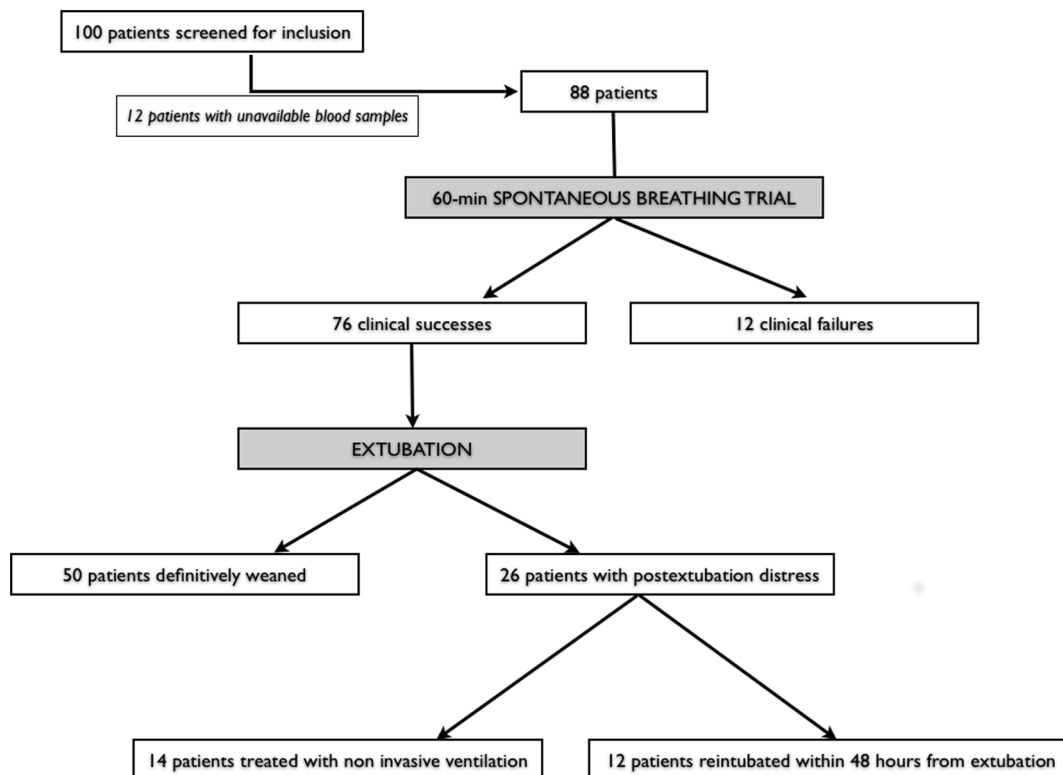 100 patients screened for inclusion
88 patients
12 patients with unavailable blood samples
60-min SPONTANEOUS BREATHING TRIAL
76 clinical successes
12 clinical failures
EXTUBATION
50 patients definitively weaned
26 patients with postextubation distress
14 patients treated with non invasive ventilation
12 patients reintubated within 48 hours from extubation